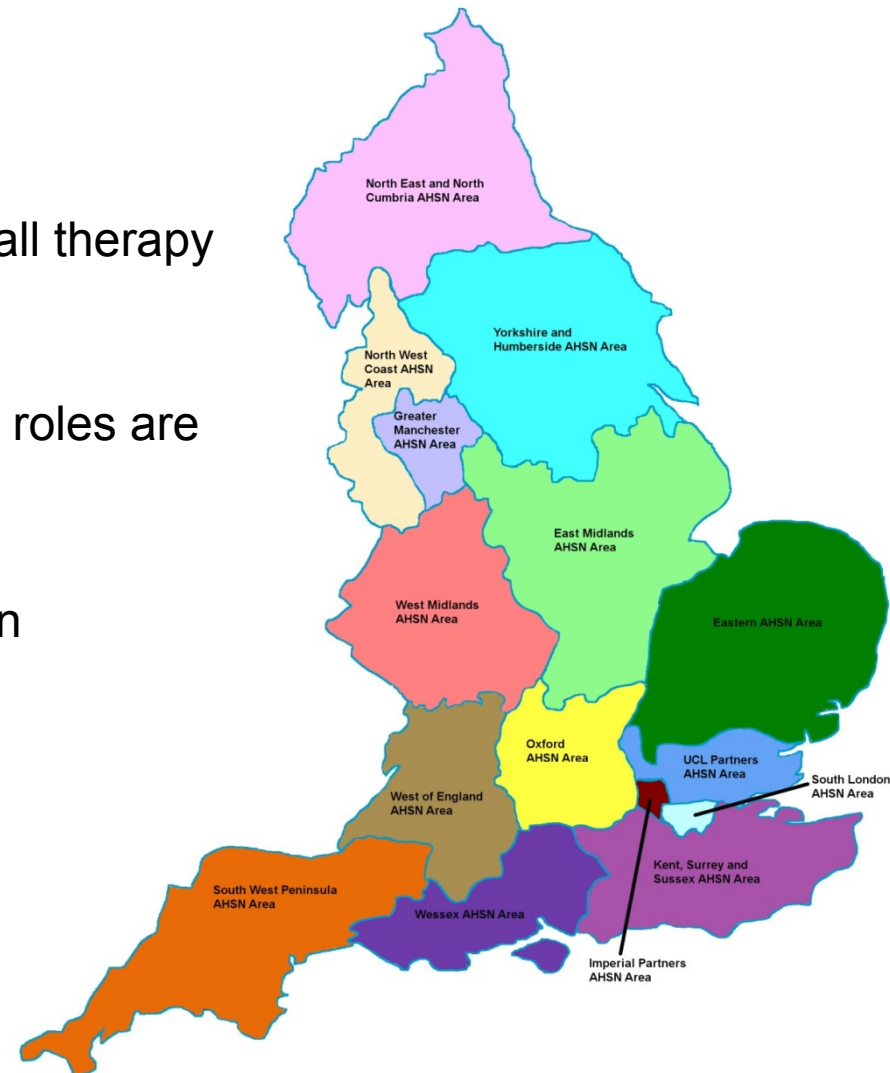 all therapy
roles are
n
North East and North
Cumbria AHSN Area
Yorkshire and
Humberside AHSN Area
North West
Coast AHSN
Area
Greater
Manchester
AHSN Area
East Midlands
AHSN Area
West Midlands
AHSN Area
Eastern AHSN Area
Oxford
AHSN Area
UCL Partners
AHSN Area
South London
AHSN Area
West of England
AHSN Area
Kent, Surrey and
Sussex AHSN Area
South West Peninsula
AHSN Area
Wessex AHSN Area
Imperial Partners
AHSN Area